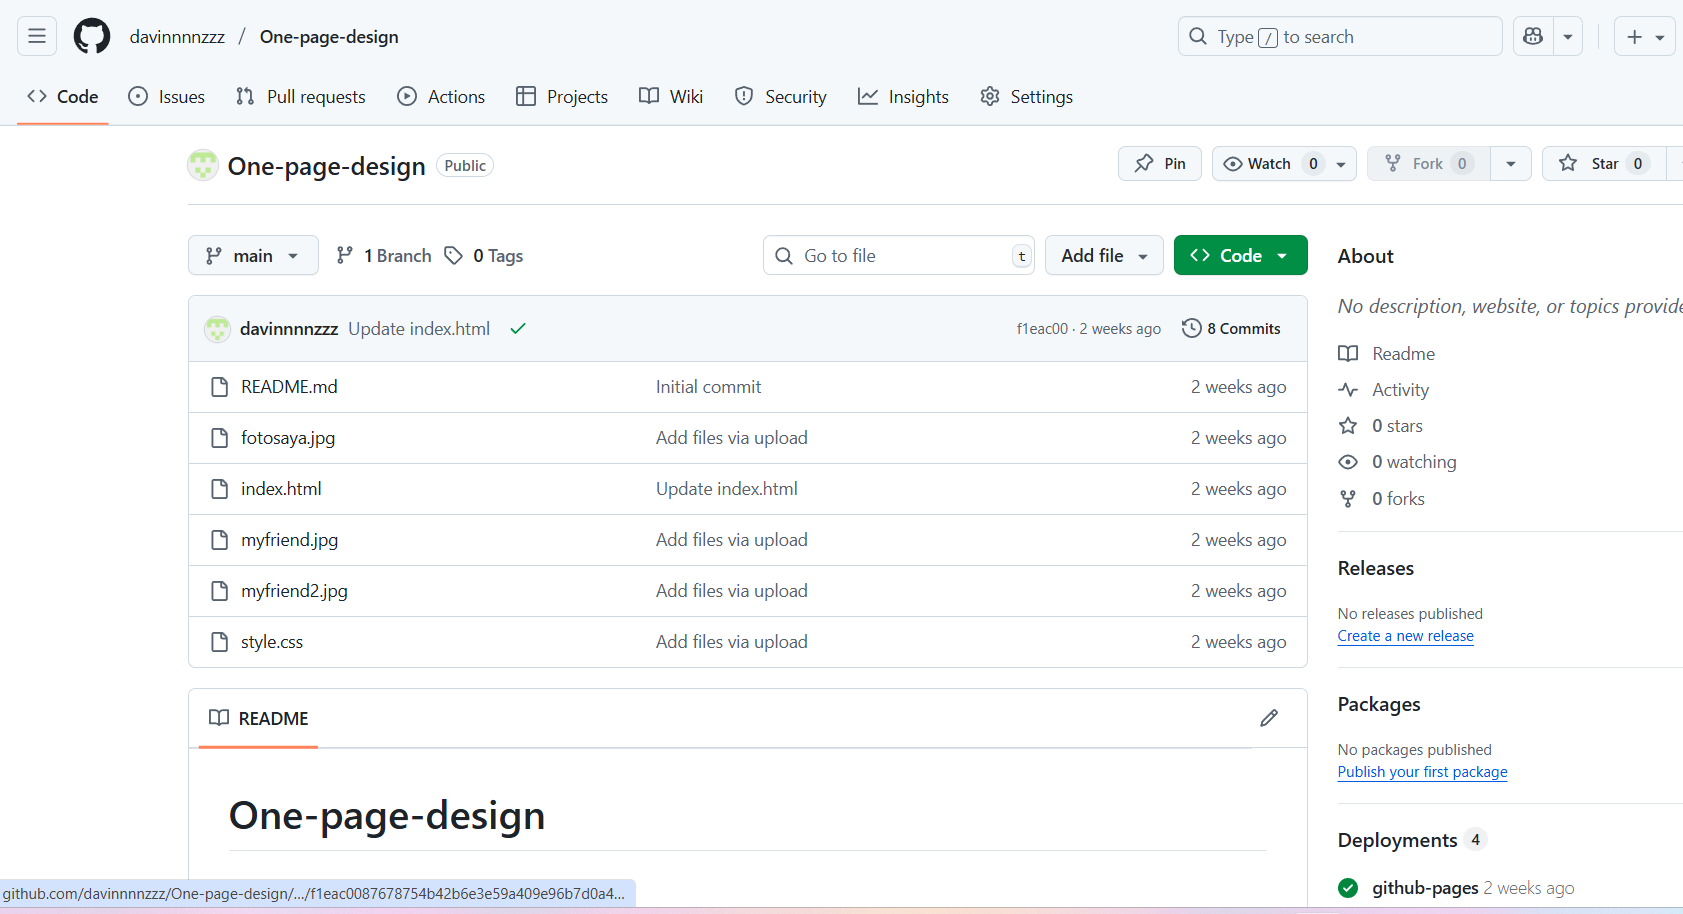 davinnnnzzz / One-page-design
Type / to search
Code Issues Pull requests Actions Projects Wiki Security Insights Settings
One-page-design Public
Pin Watch 0 Fork 0 Star 0
main 1 Branch 0 Tags Go to file t Add file Code
davinnnnzzz Update index.html f1eac00 · 2 weeks ago 8 Commits
README.md Initial commit 2 weeks ago
fotosaya.jpg Add files via upload 2 weeks ago
index.html Update index.html 2 weeks ago
myfriend.jpg Add files via upload 2 weeks ago
myfriend2.jpg Add files via upload 2 weeks ago
style.css Add files via upload 2 weeks ago
README
One-page-design
About
No description, website, or topics provide
Readme
Activity
0 stars
0 watching
0 forks
Releases
No releases published
Create a new release
Packages
No packages published
Publish your first package
Deployments 4
github-pages 2 weeks ago
github.com/davinnnnzzz/One-page-design/.../f1eac0087678754b42b6e3e59a409e96b7d0a4...